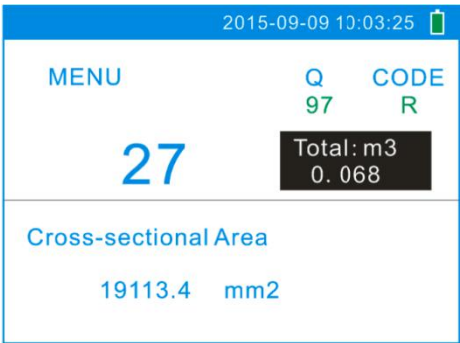 2015-09-09 10:03:25
MENU Q CODE
97 R
27 Total: m3
0.068
Cross-sectional Area
19113.4 mm2